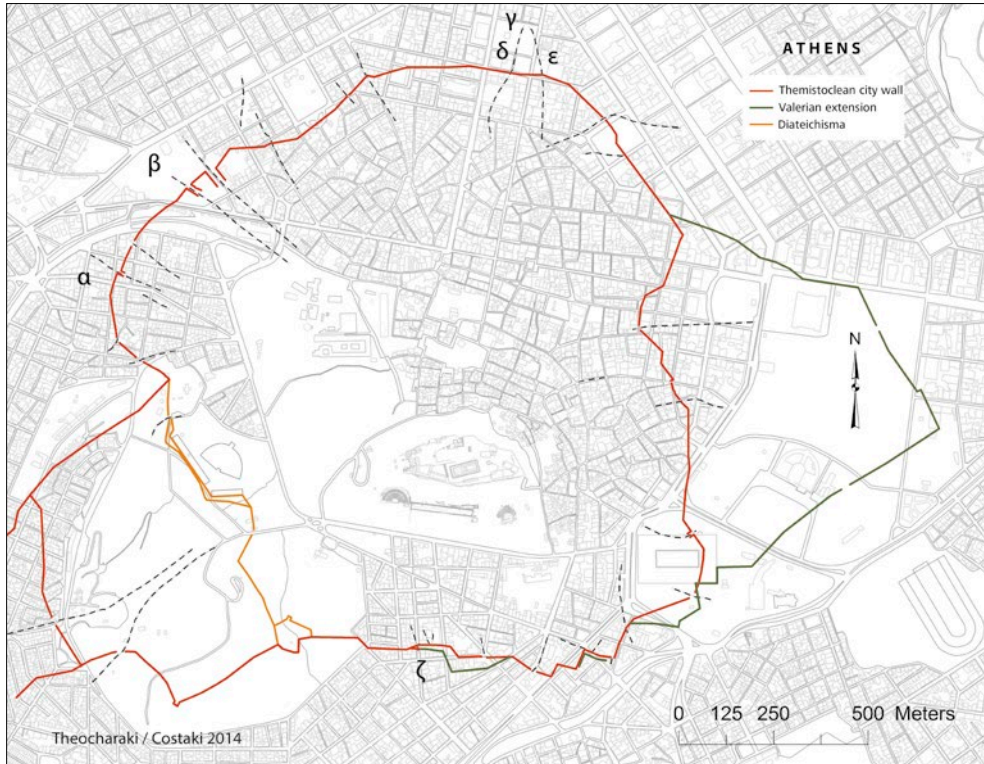 γ
δ
ε
ATHENS
Themistoclean city wall
Valerian extension
Diateichisma
β
α
N
ζ
0 125 250 500 Meters
Theocharaki / Costaki 2014